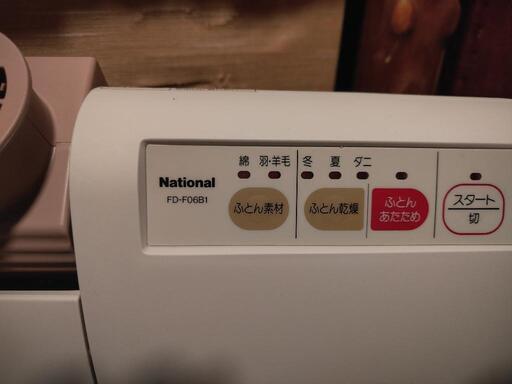 綿 羽・羊毛 冬 夏 ダニ
National
FD-F06B1
ふとん素材
ふとん乾燥
ふとん
あたため
スタート
切